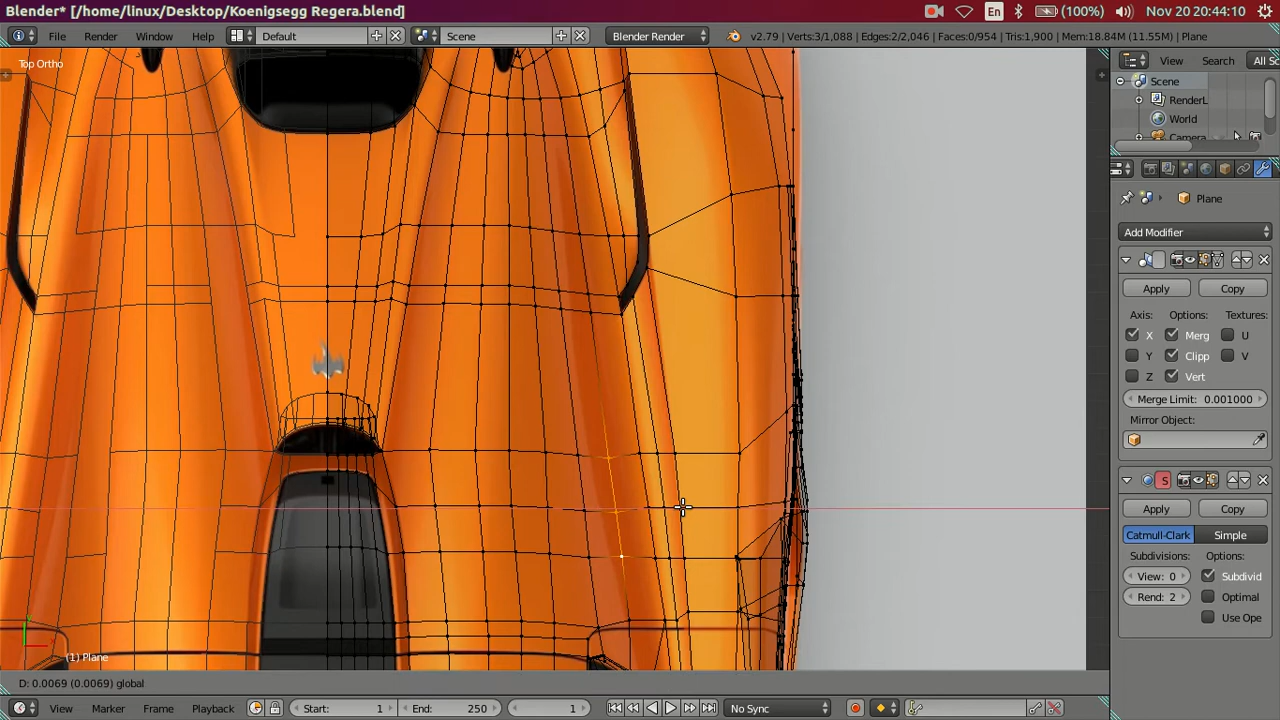 Blender* [/home/linux/Desktop/Koenigsegg Regera.blend]
En (100%) Nov 20 20:44:10
File Render Window Help Default Scene Blender Render v2.79 | Verts:3/1,088 | Edges:2/2,046 | Faces:0/954 | Tris:1,900 | Mem:18.84M (11.55M) | Plane
Top Ortho
View Search All Sc
Scene
RenderL
World
Camera
Plane
Add Modifier
Apply Copy
Axis: Options: Textures:
X Merg U
Y Clipp V
Z Vert
Merge Limit: 0.001000
Mirror Object:
S
Apply Copy
Catmull-Clark Simple
Subdivisions: Options:
View: 0 Subdivid
Rend: 2 Optimal
Use Ope
(1) Plane
D: 0.0069 (0.0069) global
View Marker Frame Playback Start: 1 End: 250 1 No Sync